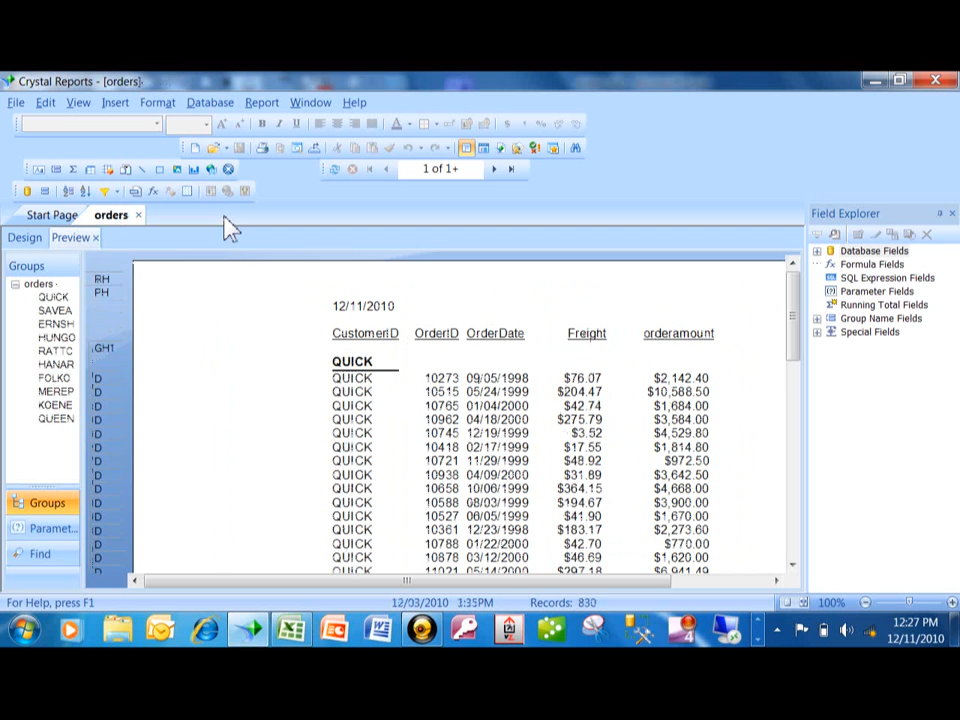 Crystal Reports - [orders]
File Edit View Insert Format Database Report Window Help
1 of 1+
Start Page orders
Design Preview
Field Explorer
Groups
orders
QUICK
SAVEA
ERNSH
HUNGO
RATTC
HANAR
FOLKO
MEREP
KOENE
QUEEN
Groups
Paramet...
Find
RH
PH
GH1
12/11/2010
CustomerID OrderID OrderDate Freight orderamount
QUICK
D QUICK 10273 09/05/1998 $76.07 $2,142.40
D QUICK 10515 05/24/1999 $204.47 $10,588.50
D QUICK 10765 01/04/2000 $42.74 $1,684.00
D QUICK 10962 04/18/2000 $275.79 $3,584.00
D QUICK 10745 12/19/1999 $3.52 $4,529.80
D QUICK 10418 02/17/1999 $17.55 $1,814.80
D QUICK 10721 11/29/1999 $48.92 $972.50
D QUICK 10938 04/09/2000 $31.89 $3,642.50
D QUICK 10658 10/06/1999 $364.15 $4,668.00
D QUICK 10588 08/03/1999 $194.67 $3,900.00
D QUICK 10527 06/05/1999 $41.90 $1,670.00
D QUICK 10361 12/23/1998 $183.17 $2,273.60
D QUICK 10788 01/22/2000 $42.70 $770.00
D QUICK 10878 03/12/2000 $46.69 $1,620.00
D QUICK 11021 05/14/2000 $297.18 $6,941.49
Database Fields
Formula Fields
SQL Expression Fields
Parameter Fields
Running Total Fields
Group Name Fields
Special Fields
For Help, press F1
12/03/2010 1:35PM Records: 830
100%
12:27 PM
12/11/2010